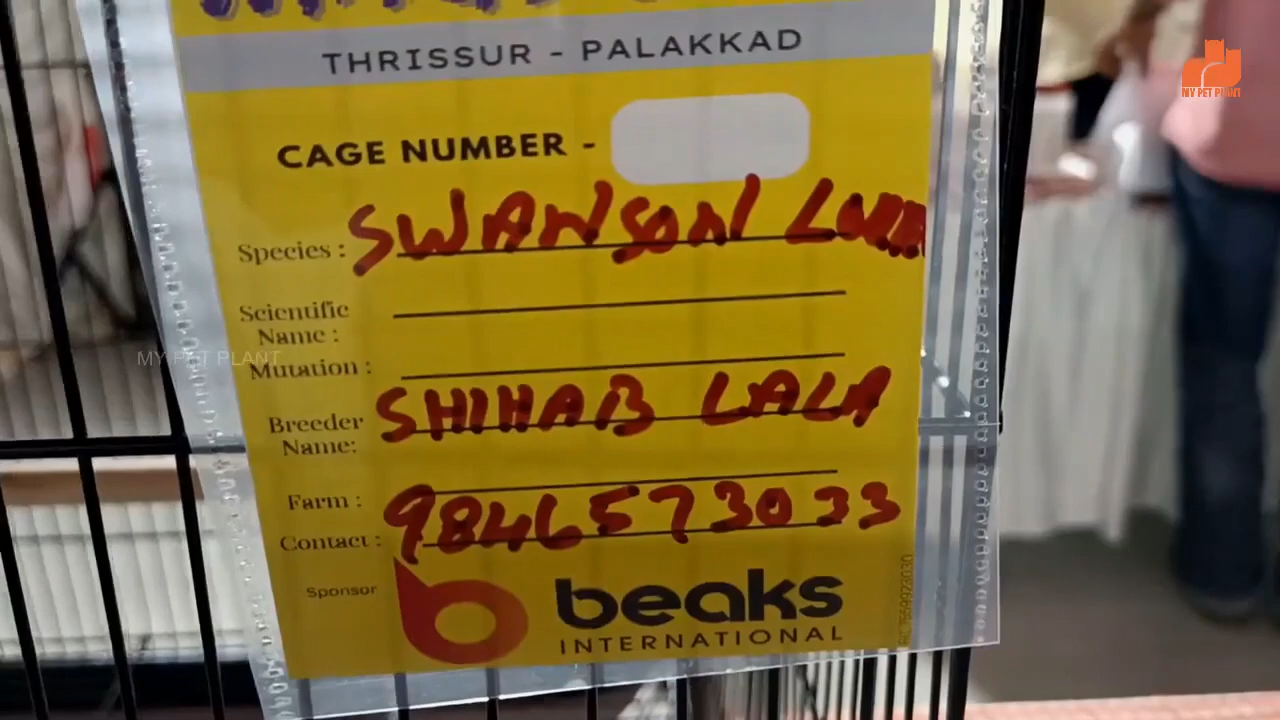 THRISSUR - PALAKKAD
MY PET PLANT
CAGE NUMBER -
Species : SWANSON
Scientific
Name :
MY PET PLANT
Mutation :
Breeder
Name: SHIHAB LALA
Farm :
Contact : 9846573033
Sponsor
beaks
INTERNATIONAL